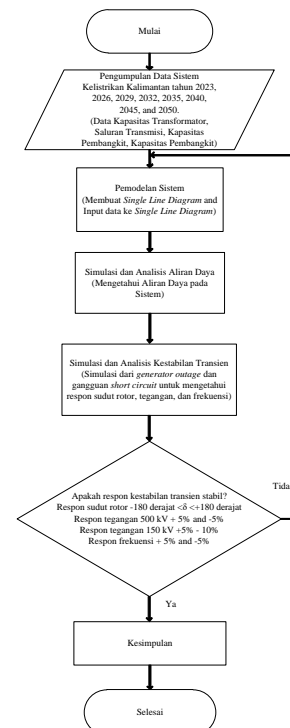 Mulai
Pengumpulan Data Sistem
Kelistrikan Kalimantan tahun 2023,
2026, 2029, 2032, 2035, 2040,
2045, and 2050.
(Data Kapasitas Transformator,
Saluran Transmisi, Kapasitas
Pembangkit, Kapasitas Pembangkit)
Pemodelan Sistem
(Membuat Single Line Diagram and
Input data ke Single Line Diagram)
Simulasi dan Analisis Aliran Daya
(Mengetahui Aliran Daya pada
Sistem)
Simulasi dan Analisis Kestabilan Transien
(Simulasi dari generator outage dan
gangguan short circuit untuk mengetahui
respon sudut rotor, tegangan, dan frekuensi)
Apakah respon kestabilan transien stabil?
Respon sudut rotor -180 derajat <δ <+180 derajat
Respon tegangan 500 kV + 5% and -5%
Respon tegangan 150 kV +5% - 10%
Respon frekuensi + 5% and -5%
Tida
Ya
Kesimpulan
Selesai